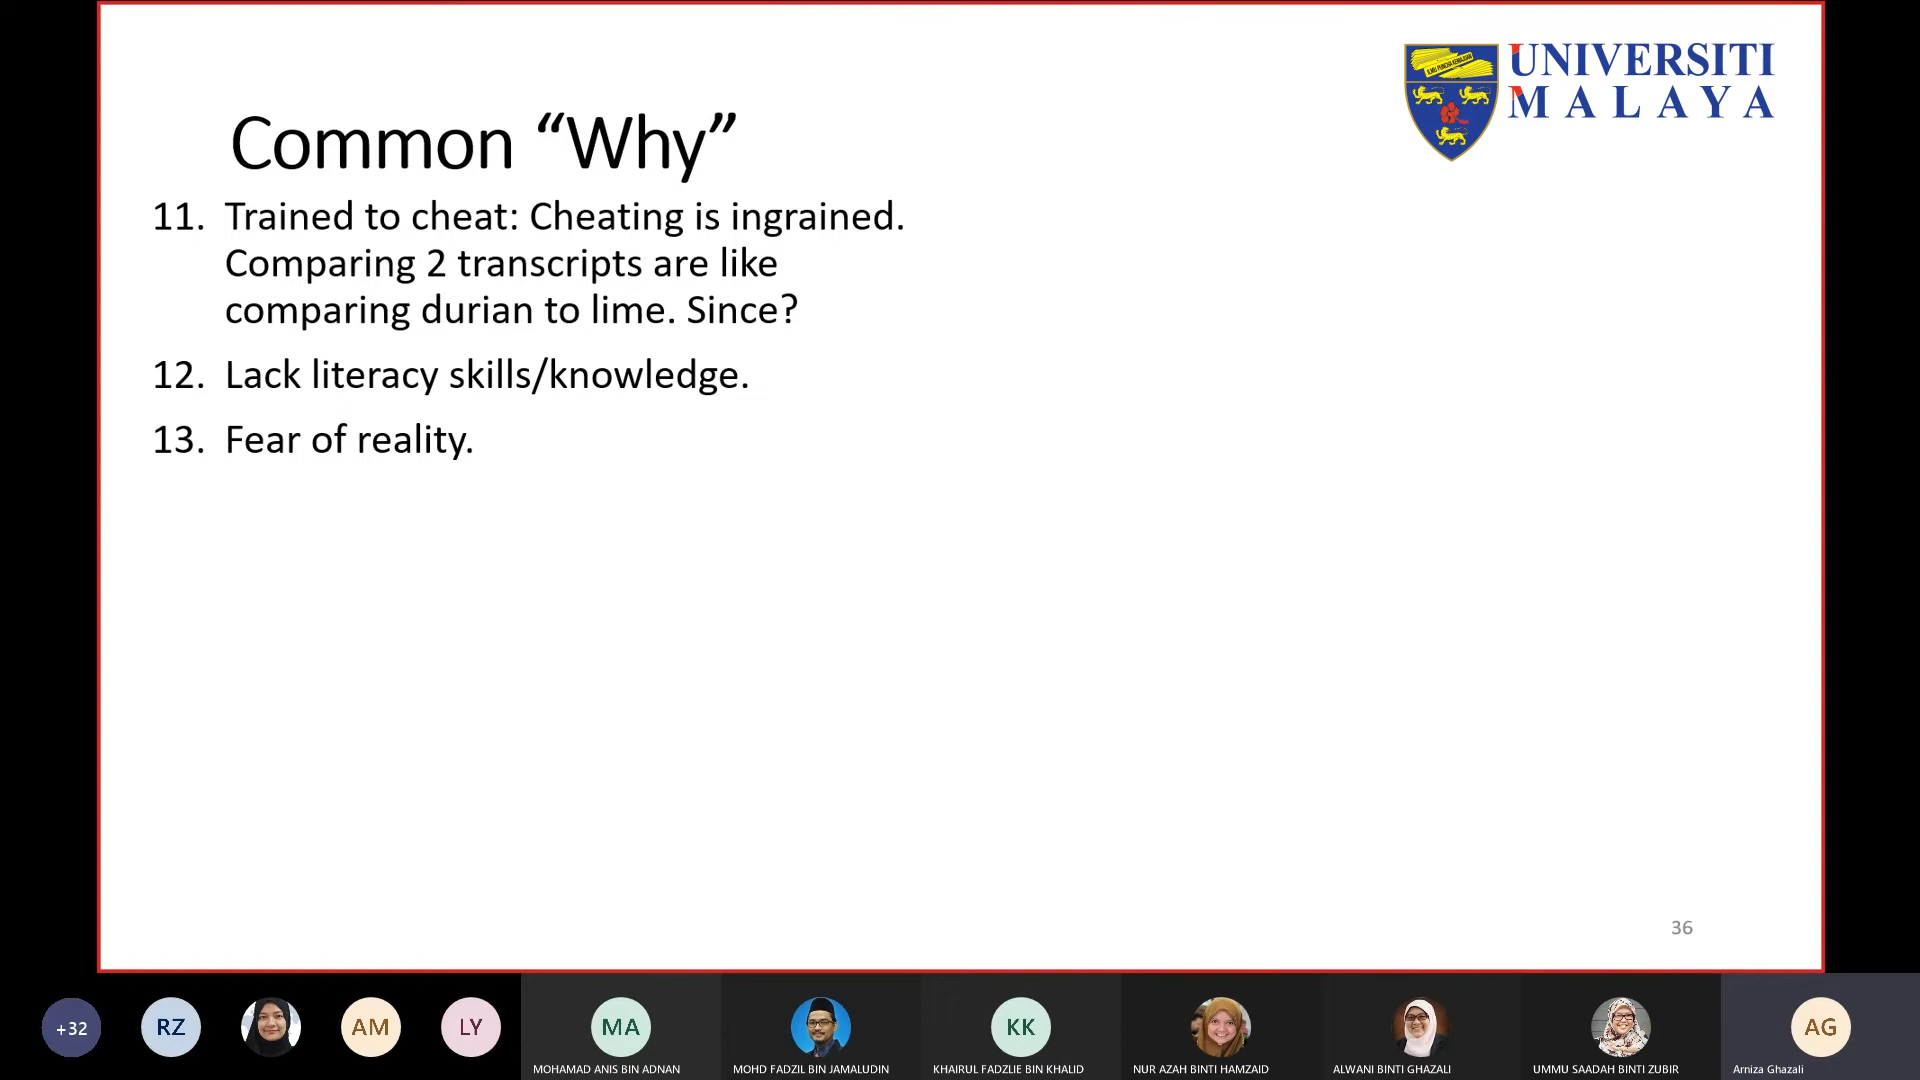 UNIVERSITI
MALAYA
ILMU PUNCHA KEMAJUAN
Common “Why”
11. Trained to cheat: Cheating is ingrained.
Comparing 2 transcripts are like
comparing durian to lime. Since?
12. Lack literacy skills/knowledge.
13. Fear of reality.
36
+32
RZ
AM
LY
MA
KK
AG
MOHAMAD ANIS BIN ADNAN
MOHD FADZIL BIN JAMALUDIN
KHAIRUL FADZLIE BIN KHALID
NUR AZAH BINTI HAMZAID
ALWANI BINTI GHAZALI
UMMU SAADAH BINTI ZUBIR
Arniza Ghazali